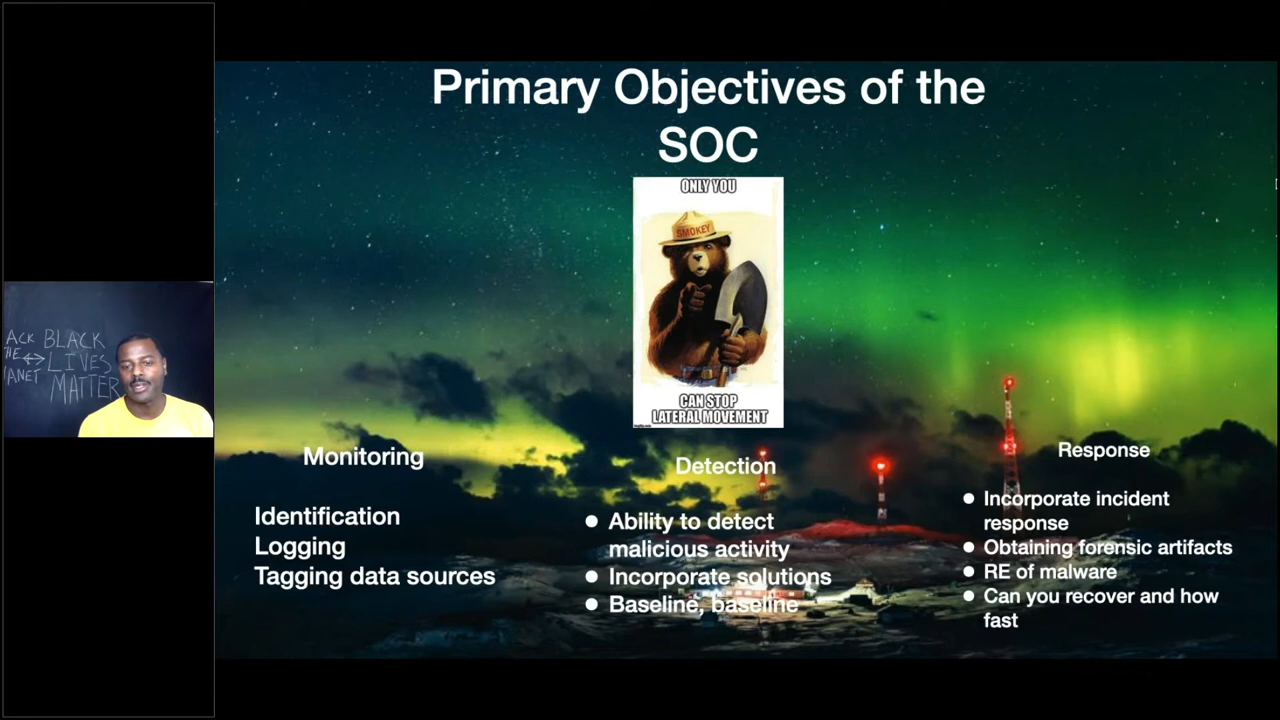 Primary Objectives of the
SOC
ONLY YOU
SMOKEY
CAN STOP
LATERAL MOVEMENT
ACK BLACK
LIVES
MATTER
Monitoring
Identification
Logging
Tagging data sources
Detection
● Ability to detect
malicious activity
● Incorporate solutions
● Baseline, baseline
Response
● Incorporate incident
response
● Obtaining forensic artifacts
● RE of malware
● Can you recover and how
fast